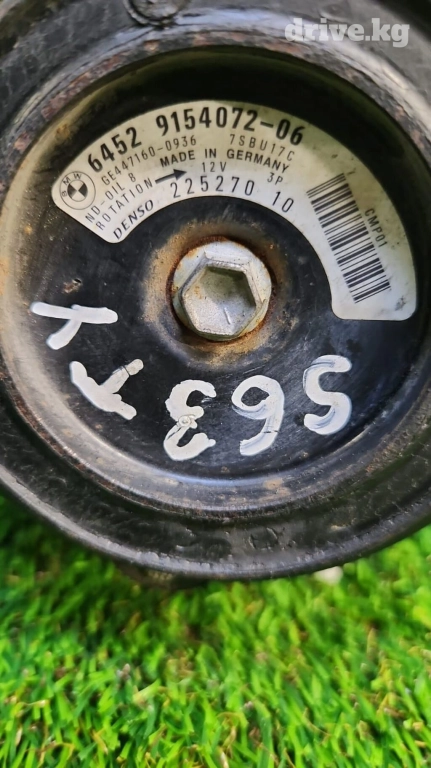 drive.kg
BMW
6452 9154072-06
GE447160-0936 7SBU17C
ND-OIL 8 MADE IN GERMANY
ROTATION → 12V 3P
DENSO 225270 10
CMP01
S63